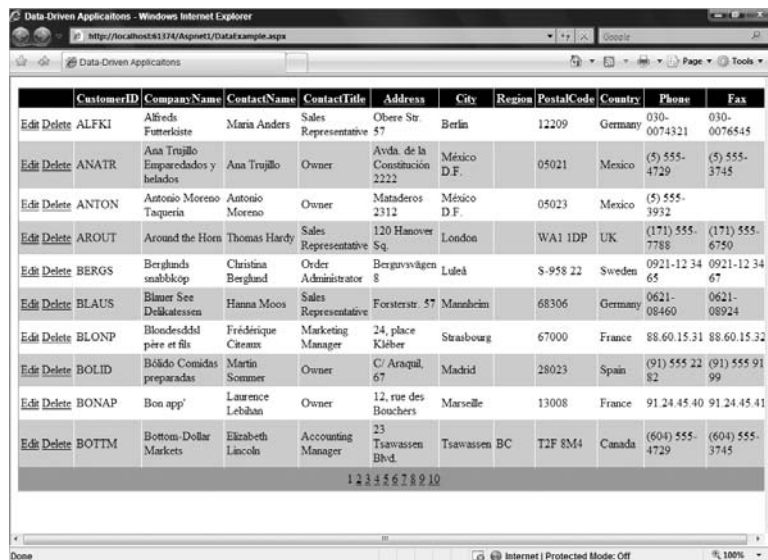 Data-Driven Applicaitons - Windows Internet Explorer
http://localhost:61374/Aspnet1/DataExample.aspx
Google
Data-Driven Applicaitons
Page
Tools
CustomerID CompanyName ContactName ContactTitle Address City Region PostalCode Country Phone Fax
Edit Delete ALFKI Alfreds Futterkiste Maria Anders Sales Representative Obere Str. 57 Berlin 12209 Germany 030-0074321 030-0076545
Edit Delete ANATR Ana Trujillo Emparedados y helados Ana Trujillo Owner Avda. de la Constitución 2222 México D.F. 05021 Mexico (5) 555-4729 (5) 555-3745
Edit Delete ANTON Antonio Moreno Taquería Antonio Moreno Owner Mataderos 2312 México D.F. 05023 Mexico (5) 555-3932
Edit Delete AROUT Around the Horn Thomas Hardy Sales Representative 120 Hanover Sq. London WA1 1DP UK (171) 555-7788 (171) 555-6750
Edit Delete BERGS Berglunds snabbköp Christina Berglund Order Administrator Berguvsvägen 8 Luleå S-958 22 Sweden 0921-12 34 65 0921-12 34 67
Edit Delete BLAUS Blauer See Delikatessen Hanna Moos Sales Representative Forsterstr. 57 Mannheim 68306 Germany 0621-08460 0621-08924
Edit Delete BLONP Blondesddsl père et fils Frédérique Citeaux Marketing Manager 24, place Kléber Strasbourg 67000 France 88.60.15.31 88.60.15.32
Edit Delete BOLID Bólido Comidas preparadas Martín Sommer Owner C/ Araquil, 67 Madrid 28023 Spain (91) 555 22 82 (91) 555 91 99
Edit Delete BONAP Bon app' Laurence Lebihan Owner 12, rue des Bouchers Marseille 13008 France 91.24.45.40 91.24.45.41
Edit Delete BOTTM Bottom-Dollar Markets Elizabeth Lincoln Accounting Manager 23 Tsawassen Blvd. Tsawassen BC T2F 8M4 Canada (604) 555-4729 (604) 555-3745
1 2 3 4 5 6 7 8 9 10
Done
Internet | Protected Mode: Off
100%